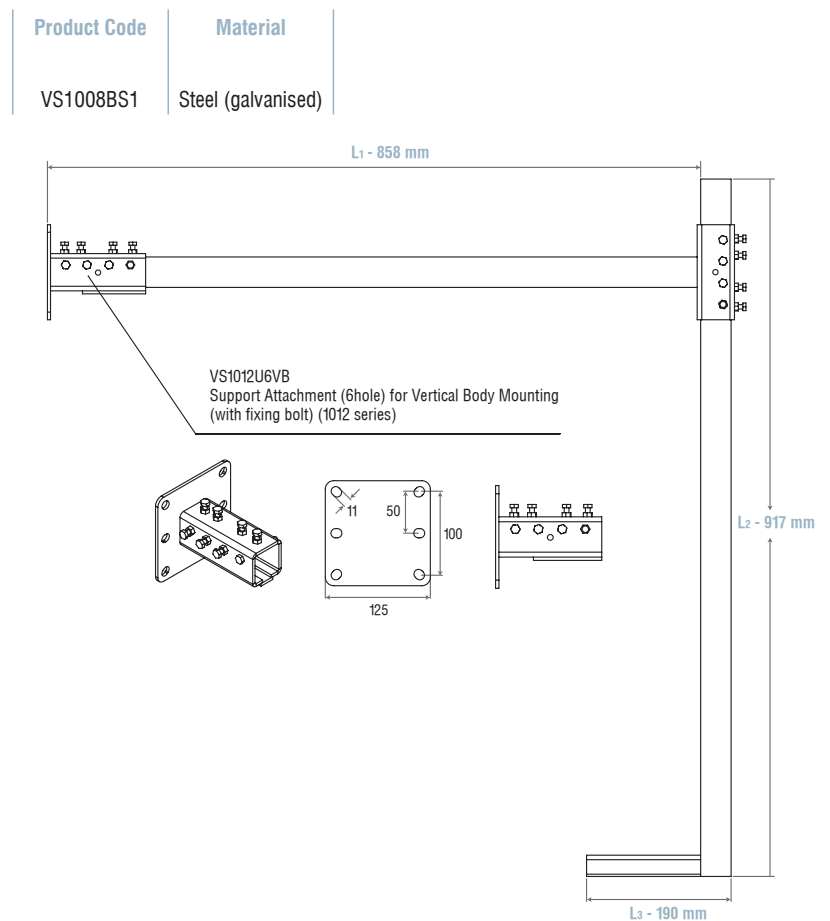 Product Code Material
VS1008BS1 Steel (galvanised)
L1 - 858 mm
VS1012U6VB
Support Attachment (6hole) for Vertical Body Mounting
(with fixing bolt) (1012 series)
11
50
100
125
L2 - 917 mm
L3 - 190 mm